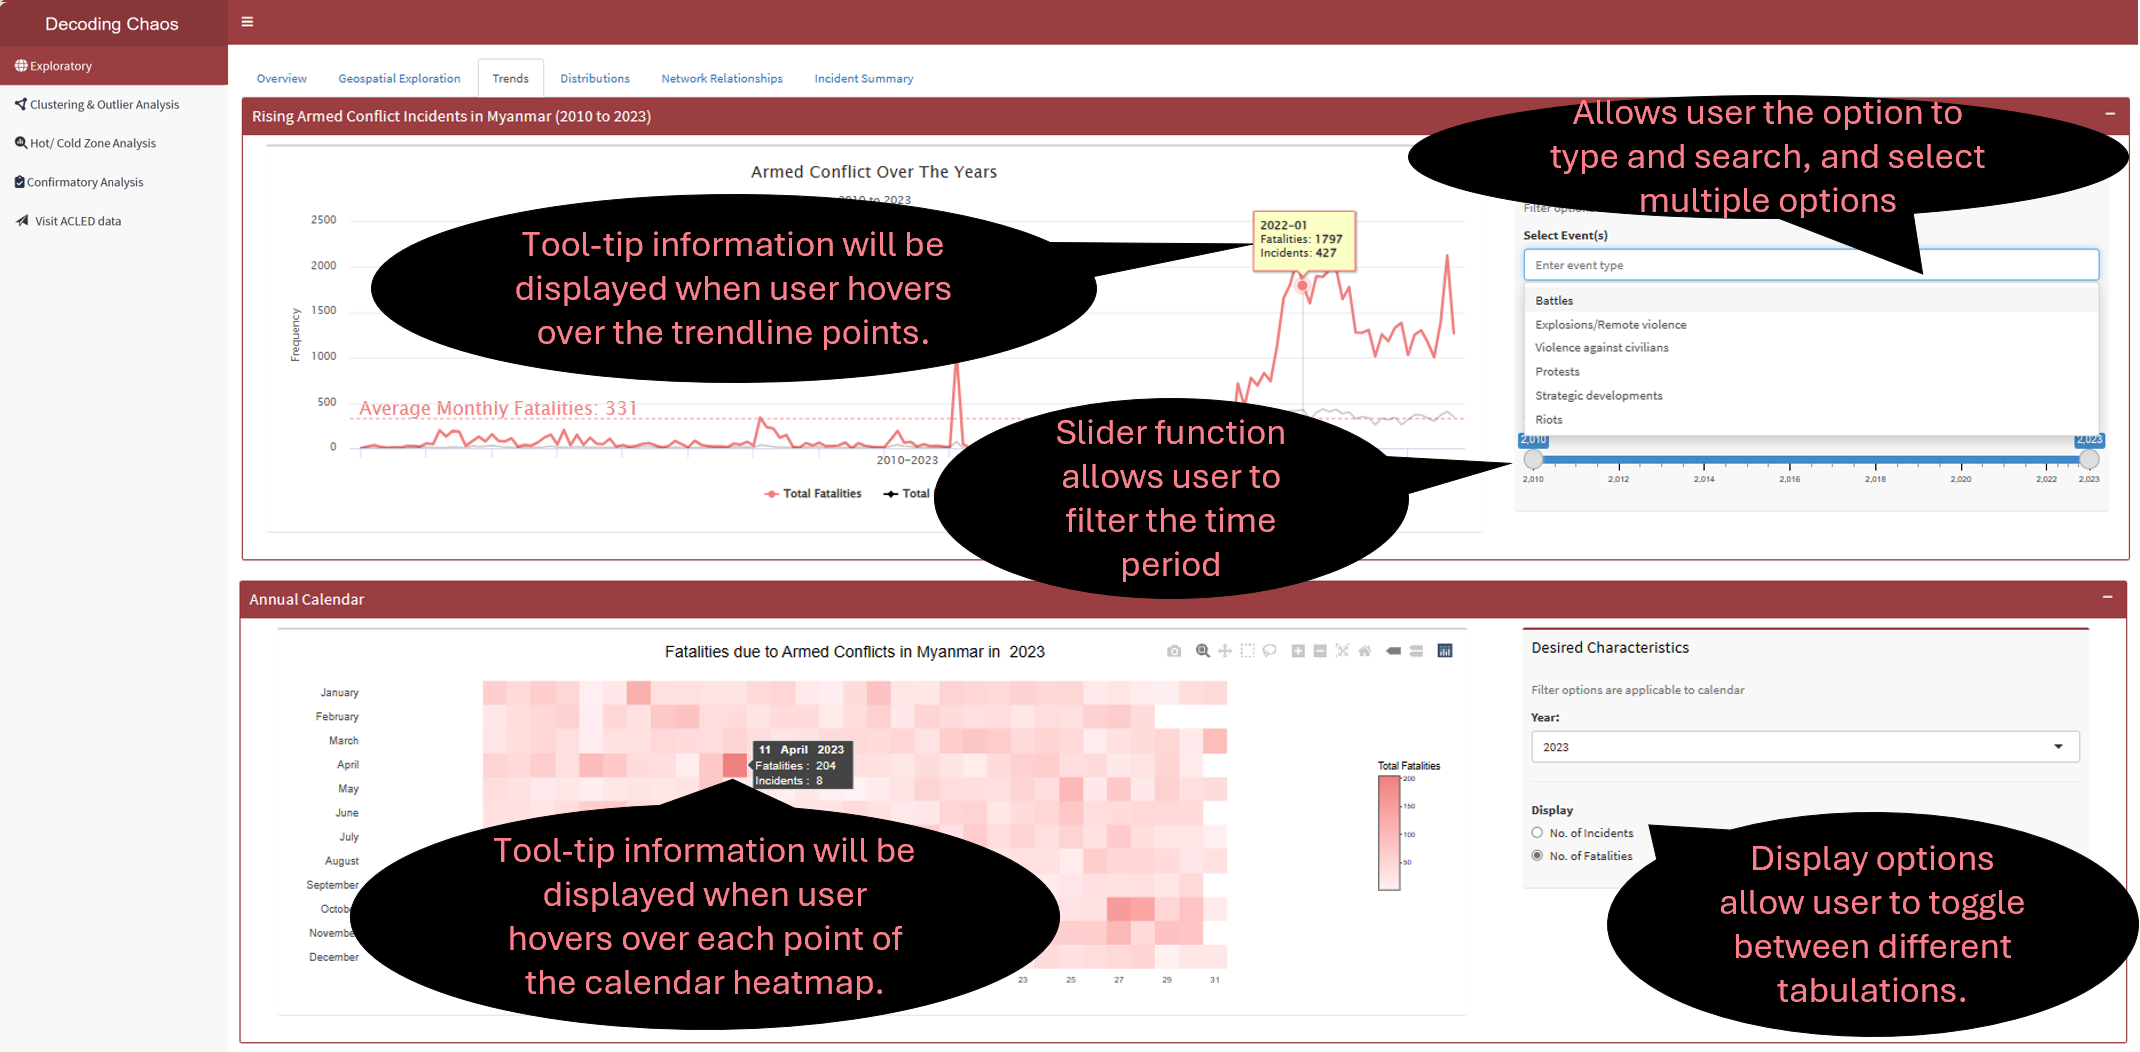 Decoding Chaos
Exploratory
Clustering & Outlier Analysis
Hot/ Cold Zone Analysis
Confirmatory Analysis
Visit ACLED data
Overview
Geospatial Exploration
Trends
Distributions
Network Relationships
Incident Summary
Rising Armed Conflict Incidents in Myanmar (2010 to 2023)
Armed Conflict Over The Years
to 2023
2500
2000
1500
1000
500
0
Frequency
Average Monthly Fatalities: 331
2010-2023
Total Fatalities
Total
2022-01
Fatalities: 1797
Incidents: 427
Tool-tip information will be
displayed when user hovers
over the trendline points.
Allows user the option to
type and search, and select
multiple options
Filter
Select Event(s)
Enter event type
Battles
Explosions/Remote violence
Violence against civilians
Protests
Strategic developments
Riots
2,010
2,023
2,010
2,012
2,014
2,016
2,018
2,020
2,022
2,023
Slider function
allows user to
filter the time
period
Annual Calendar
Fatalities due to Armed Conflicts in Myanmar in 2023
January
February
March
April
May
June
July
August
September
November
December
11 April 2023
Fatalities : 204
Incidents : 8
23
25
27
29
31
Total Fatalities
200
150
100
50
Tool-tip information will be
displayed when user
hovers over each point of
the calendar heatmap.
Desired Characteristics
Filter options are applicable to calendar
Year:
2023
Display
No. of Incidents
No. of Fatalities
Display options
allow user to toggle
between different
tabulations.